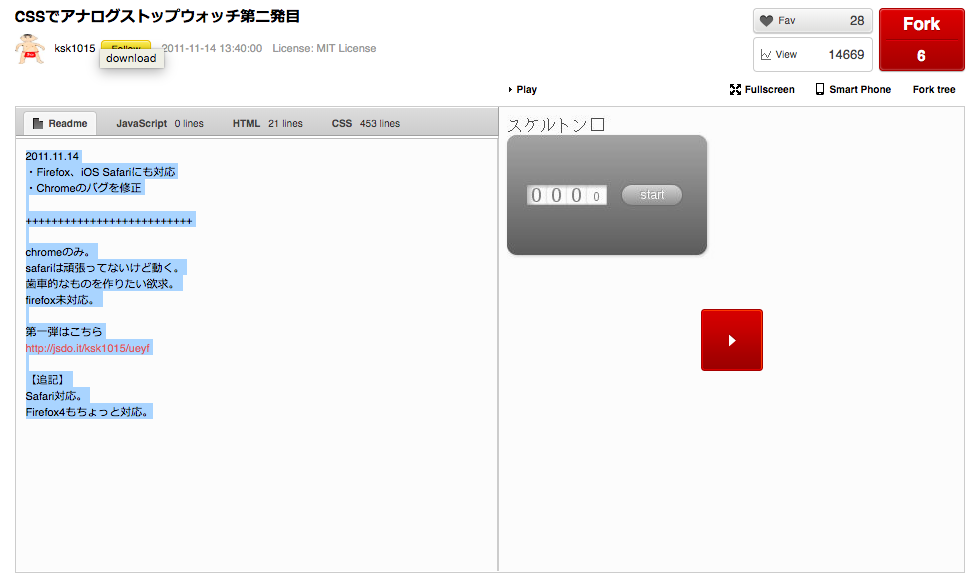 CSSでアナログストップウォッチ第二発目
ksk1015 Follow 2011-11-14 13:40:00 License: MIT License
download
Fav 28
View 14669
Fork
6
Play
Fullscreen Smart Phone Fork tree
Readme JavaScript 0 lines HTML 21 lines CSS 453 lines
2011.11.14
・Firefox、iOS Safariにも対応
・Chromeのバグを修正
++++++++++++++++++++++++++
chromeのみ。
safariは頑張ってないけど動く。
歯車的なものを作りたい欲求。
firefox未対応。
第一弾はこちら
http://jsdo.it/ksk1015/ueyf
【追記】
Safari対応。
Firefox4もちょっと対応。
スケルトン□
0 0 0 0 start